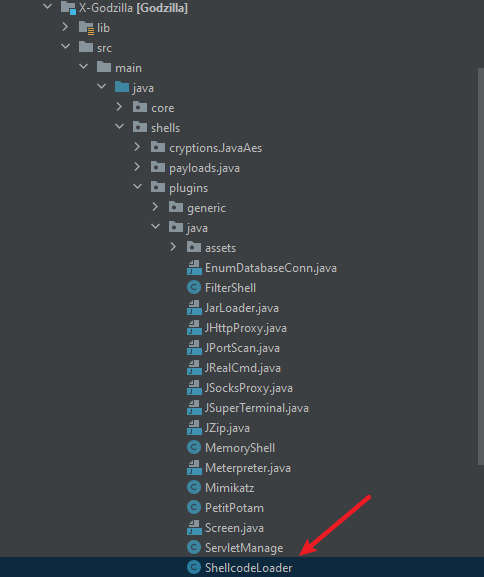 X-Godzilla [Godzilla]
lib
src
main
java
core
shells
cryptions.JavaAes
payloads.java
plugins
generic
java
assets
EnumDatabaseConn.java
FilterShell
JarLoader.java
JHttpProxy.java
JPortScan.java
JRealCmd.java
JSocksProxy.java
JSuperTerminal.java
JZip.java
MemoryShell
Meterpreter.java
Mimikatz
PetitPotam
Screen.java
ServletManage
ShellcodeLoader